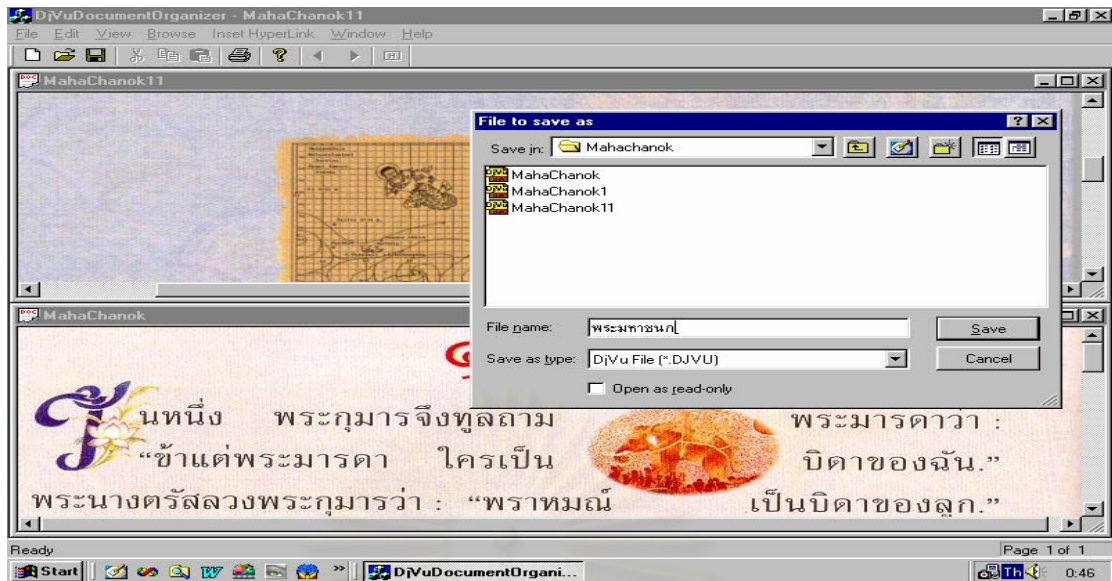 DjVuDocumentOrganizer - MahaChanok11
File Edit View Browse Inset HyperLink Window Help
MahaChanok11
File to save as
Save in: Mahachanok
MahaChanok
MahaChanok1
MahaChanok11
File name: พระมหาชนก
Save
Save as type: DjVu File (*.DJVU)
Cancel
Open as read-only
MahaChanok
วันหนึ่ง พระกุมารจึงทูลถาม พระมารดาว่า :
“ข้าแต่พระมารดา ใครเป็น บิดาของฉัน.”
พระนางตรัสลวงพระกุมารว่า : “พราหมณ์ เป็นบิดาของลูก.”
Ready
Page 1 of 1
Start
DjVuDocumentOrgani...
Th
0:46